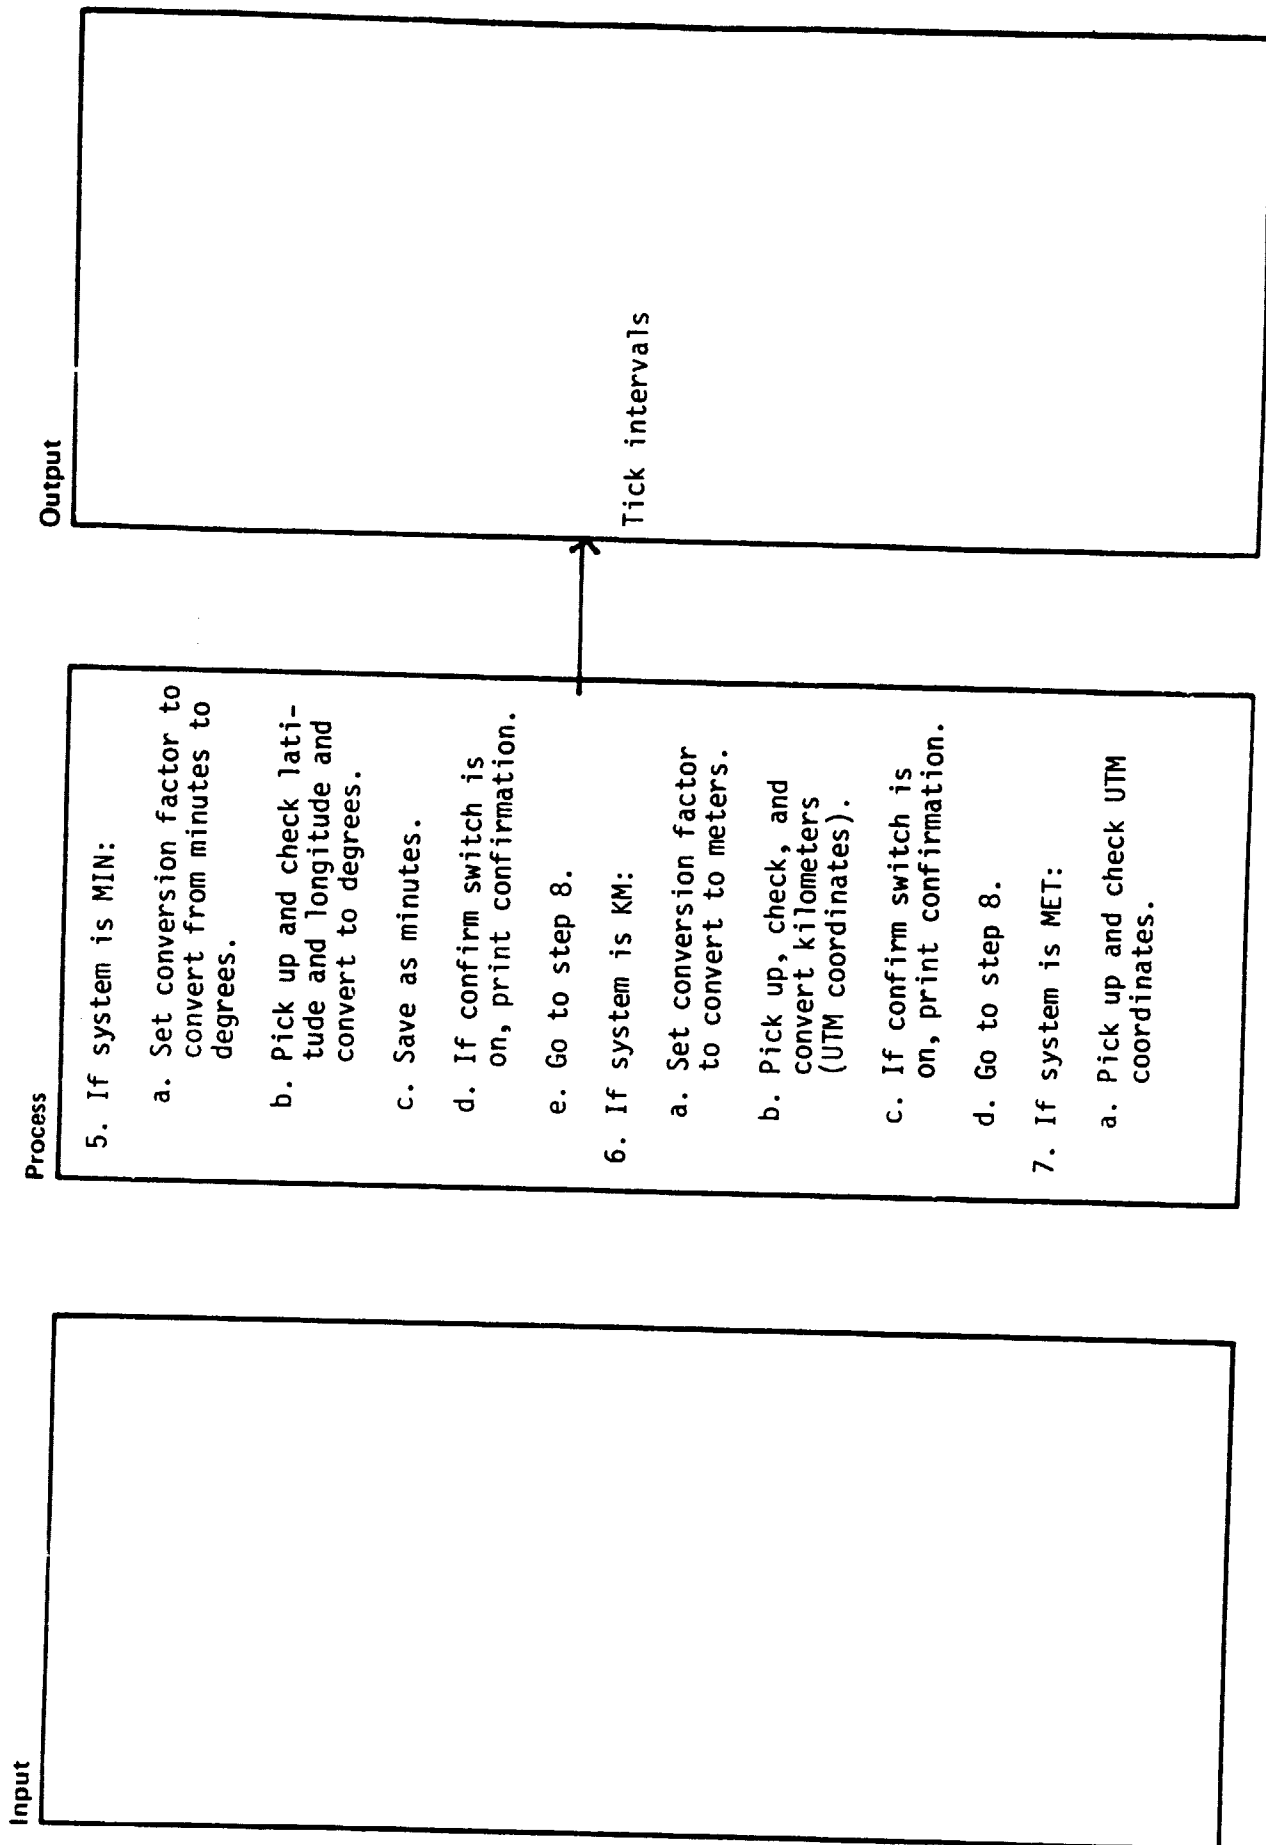 Input
Process
5. If system is MIN:
a. Set conversion factor to
convert from minutes to
degrees.
b. Pick up and check lati-
tude and longitude and
convert to degrees.
c. Save as minutes.
d. If confirm switch is
on, print confirmation.
e. Go to step 8.
6. If system is KM:
a. Set conversion factor
to convert to meters.
b. Pick up, check, and
convert kilometers
(UTM coordinates).
c. If confirm switch is
on, print confirmation.
d. Go to step 8.
7. If system is MET:
a. Pick up and check UTM
coordinates.
Output
Tick intervals